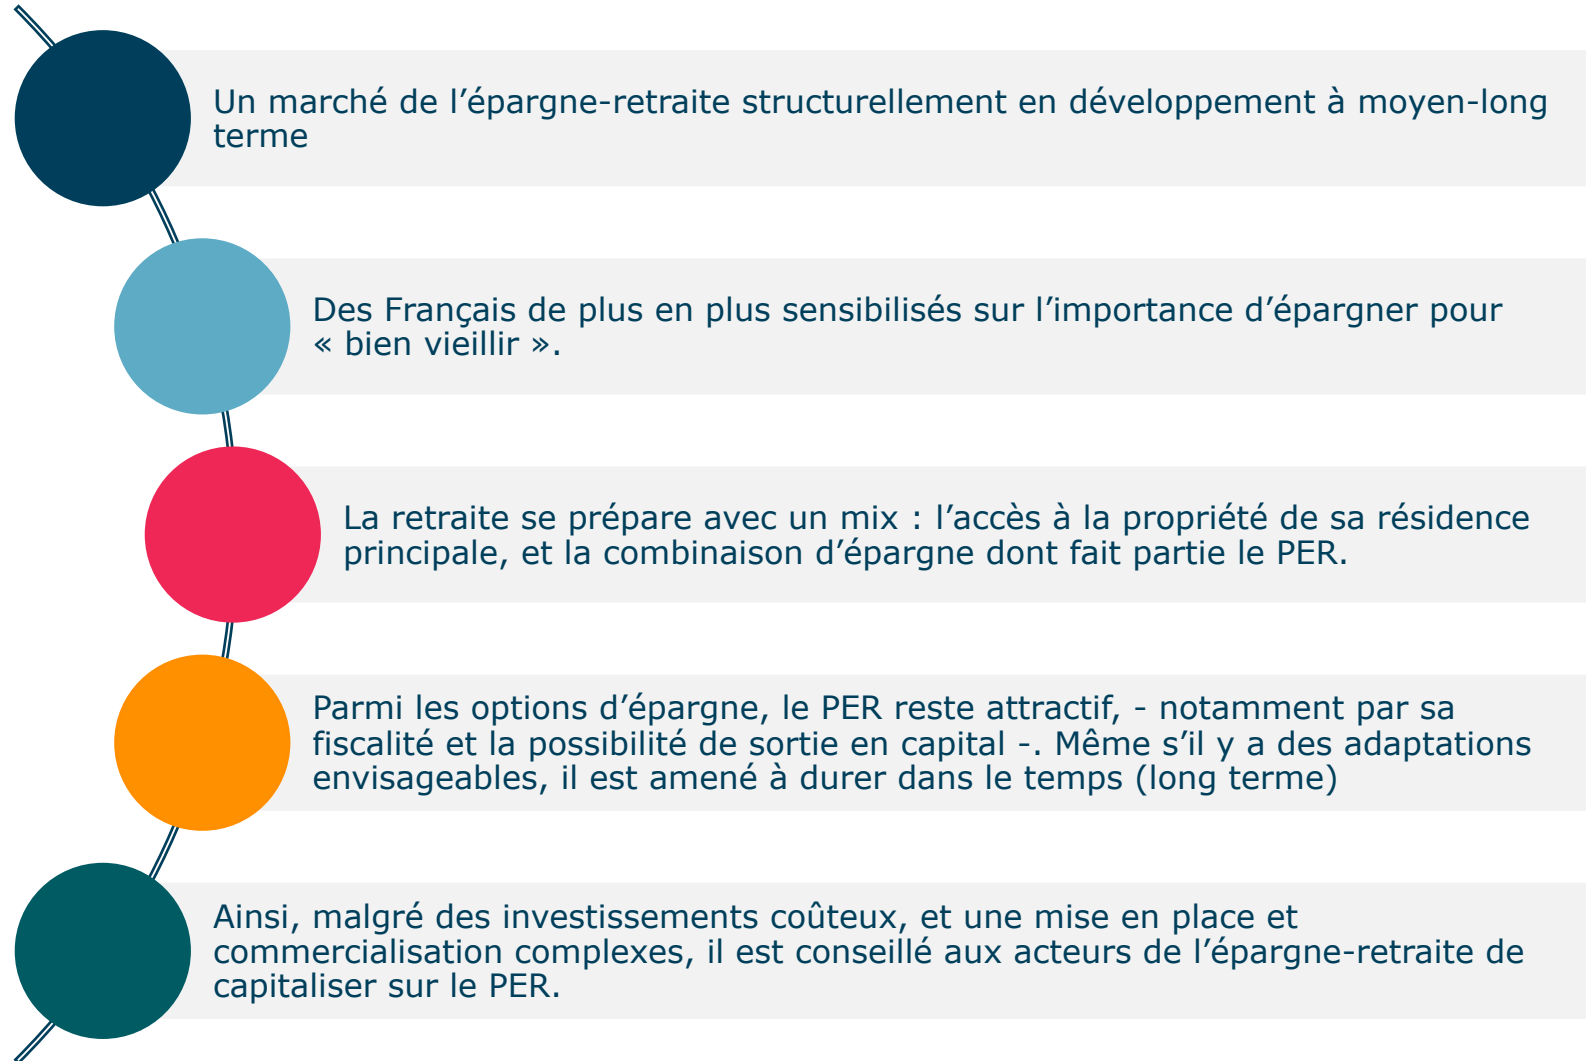 Un marché de l’épargne-retraite structurellement en développement à moyen-long
terme
Des Français de plus en plus sensibilisés sur l’importance d’épargner pour
« bien vieillir ».
La retraite se prépare avec un mix : l’accès à la propriété de sa résidence
principale, et la combinaison d’épargne dont fait partie le PER.
Parmi les options d’épargne, le PER reste attractif, - notamment par sa
fiscalité et la possibilité de sortie en capital -. Même s’il y a des adaptations
envisageables, il est amené à durer dans le temps (long terme)
Ainsi, malgré des investissements coûteux, et une mise en place et
commercialisation complexes, il est conseillé aux acteurs de l’épargne-retraite de
capitaliser sur le PER.